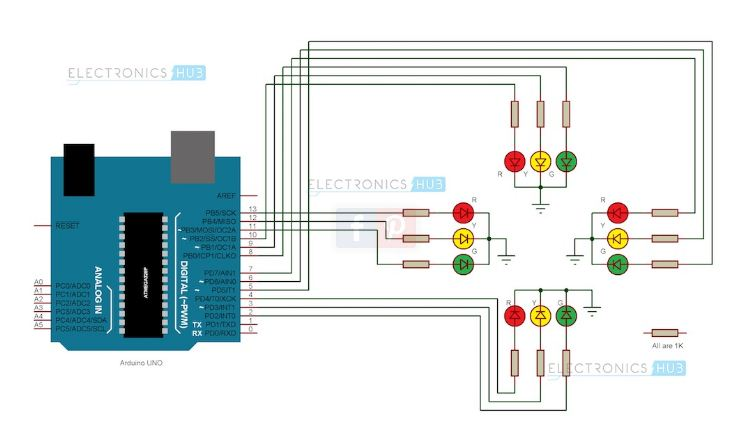 ELECTRONICS HUB
R Y G
ELECTRONICS HUB
AREF
RESET
PB5/SCK 13
PB4/MISO 12
~PB3/MOSI/OC2A 11
~PB2/SS/OC1B 10
~PB1/OC1A 9
PB0/ICP1/CLKO 8
PD7/AIN1 7
~PD6/AIN0 6
~PD5/T1 5
PD4/T0/XCK 4
~PD3/INT1 3
PD2/INT0 2
TX PD1/TXD 1
RX PD0/RXD 0
ANALOG IN
ATMEGA328P
DIGITAL (~PWM)
A0 PC0/ADC0
A1 PC1/ADC1
A2 PC2/ADC2
A3 PC3/ADC3
A4 PC4/ADC4/SDA
A5 PC5/ADC5/SCL
Arduino UNO
R
Y
G
R
Y
G
R Y G
All are 1K
ELECTRONICS HUB